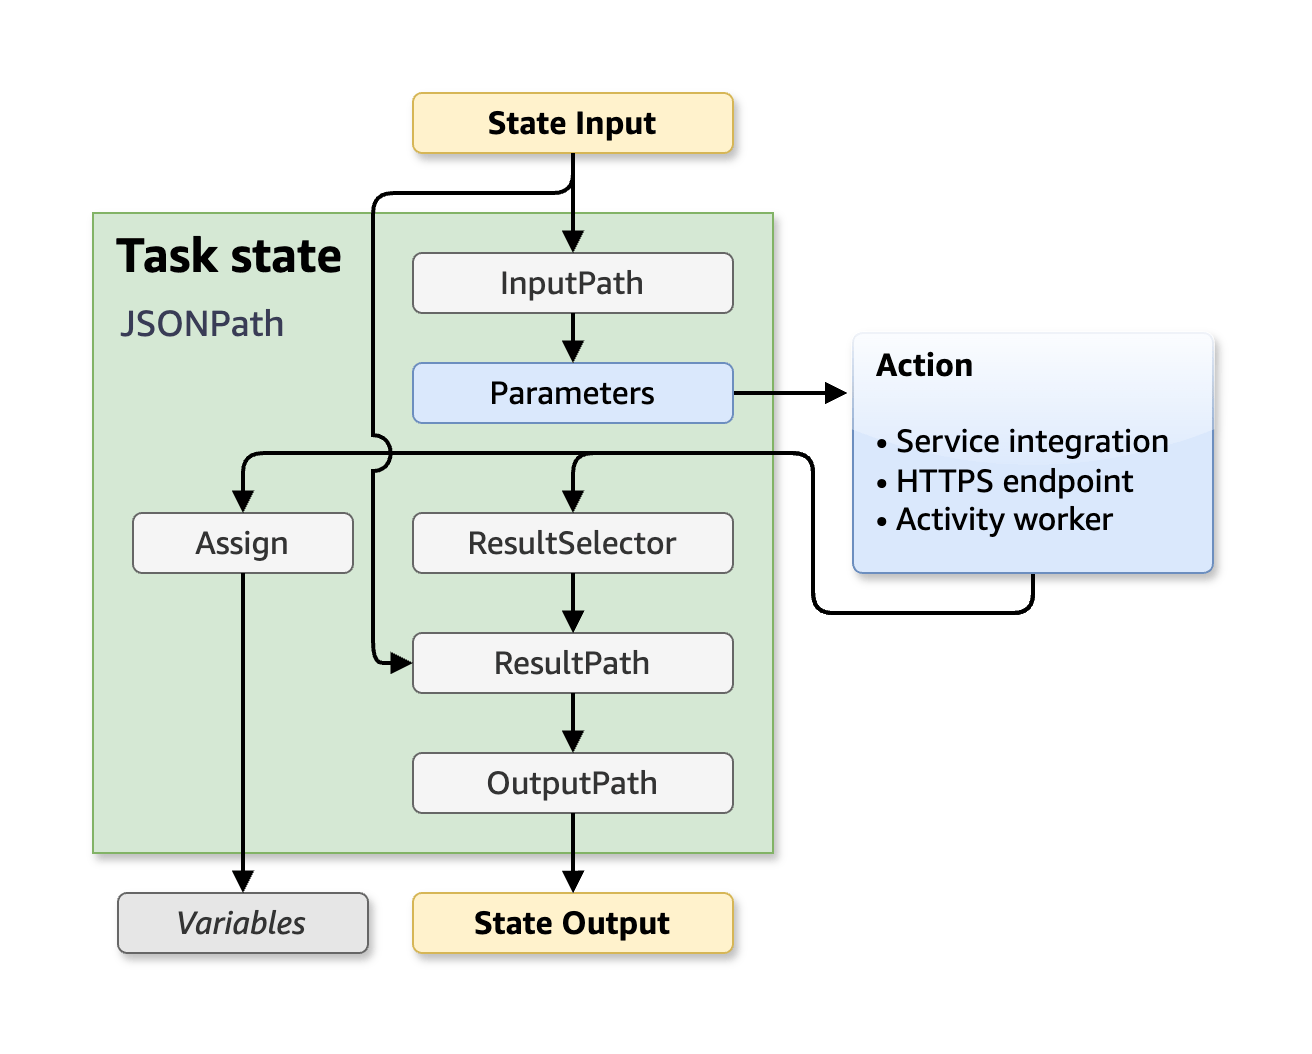 State Input
Task state
JSONPath
InputPath
Parameters
Action
• Service integration
• HTTPS endpoint
• Activity worker
Assign
ResultSelector
ResultPath
OutputPath
Variables
State Output